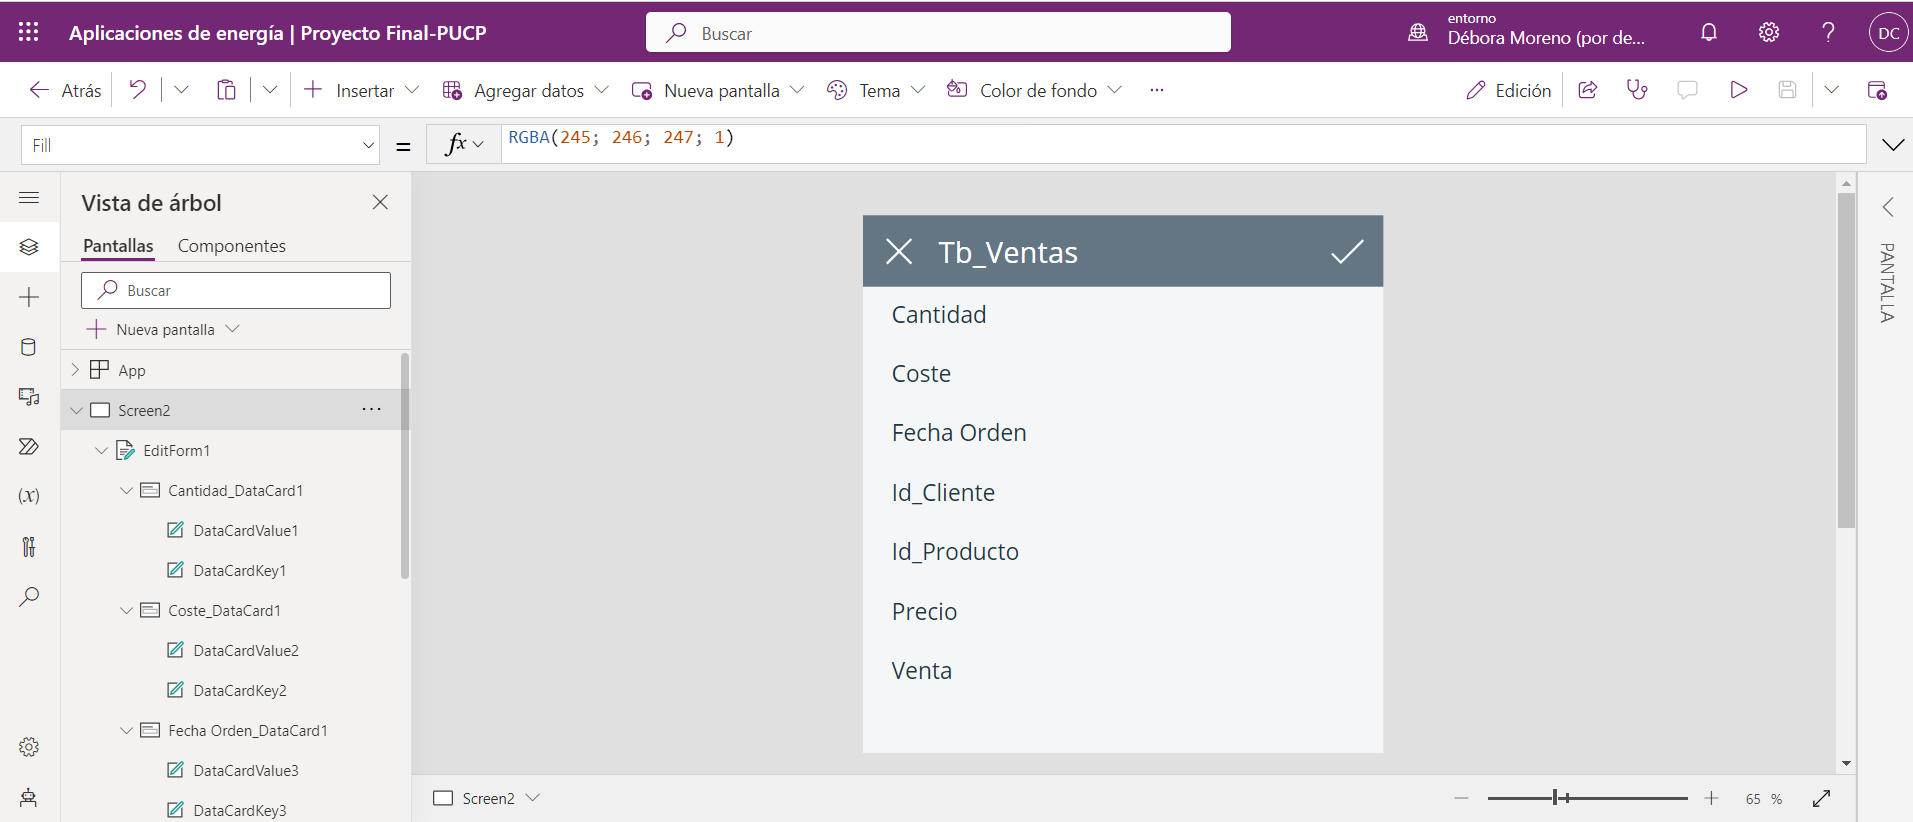 Aplicaciones de energía | Proyecto Final-PUCP
Buscar
entorno
Débora Moreno (por de...
DC
Atrás
Insertar
Agregar datos
Nueva pantalla
Tema
Color de fondo
...
Edición
Fill
=
fx
RGBA(245; 246; 247; 1)
Vista de árbol
Pantallas
Componentes
Buscar
Nueva pantalla
App
Screen2
...
EditForm1
Cantidad_DataCard1
DataCardValue1
DataCardKey1
Coste_DataCard1
DataCardValue2
DataCardKey2
Fecha Orden_DataCard1
DataCardValue3
DataCardKey3
(x)
Tb_Ventas
Cantidad
Coste
Fecha Orden
Id_Cliente
Id_Producto
Precio
Venta
PANTALLA
Screen2
65 %